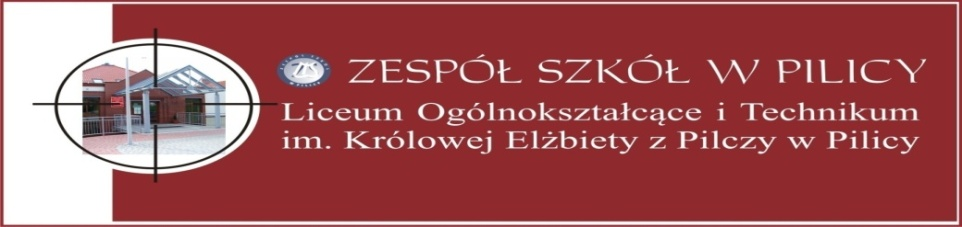 ZESPÓŁ SZKÓŁ W PILICY
Liceum Ogólnokształcące i Technikum
im. Królowej Elżbiety z Pilczy w Pilicy